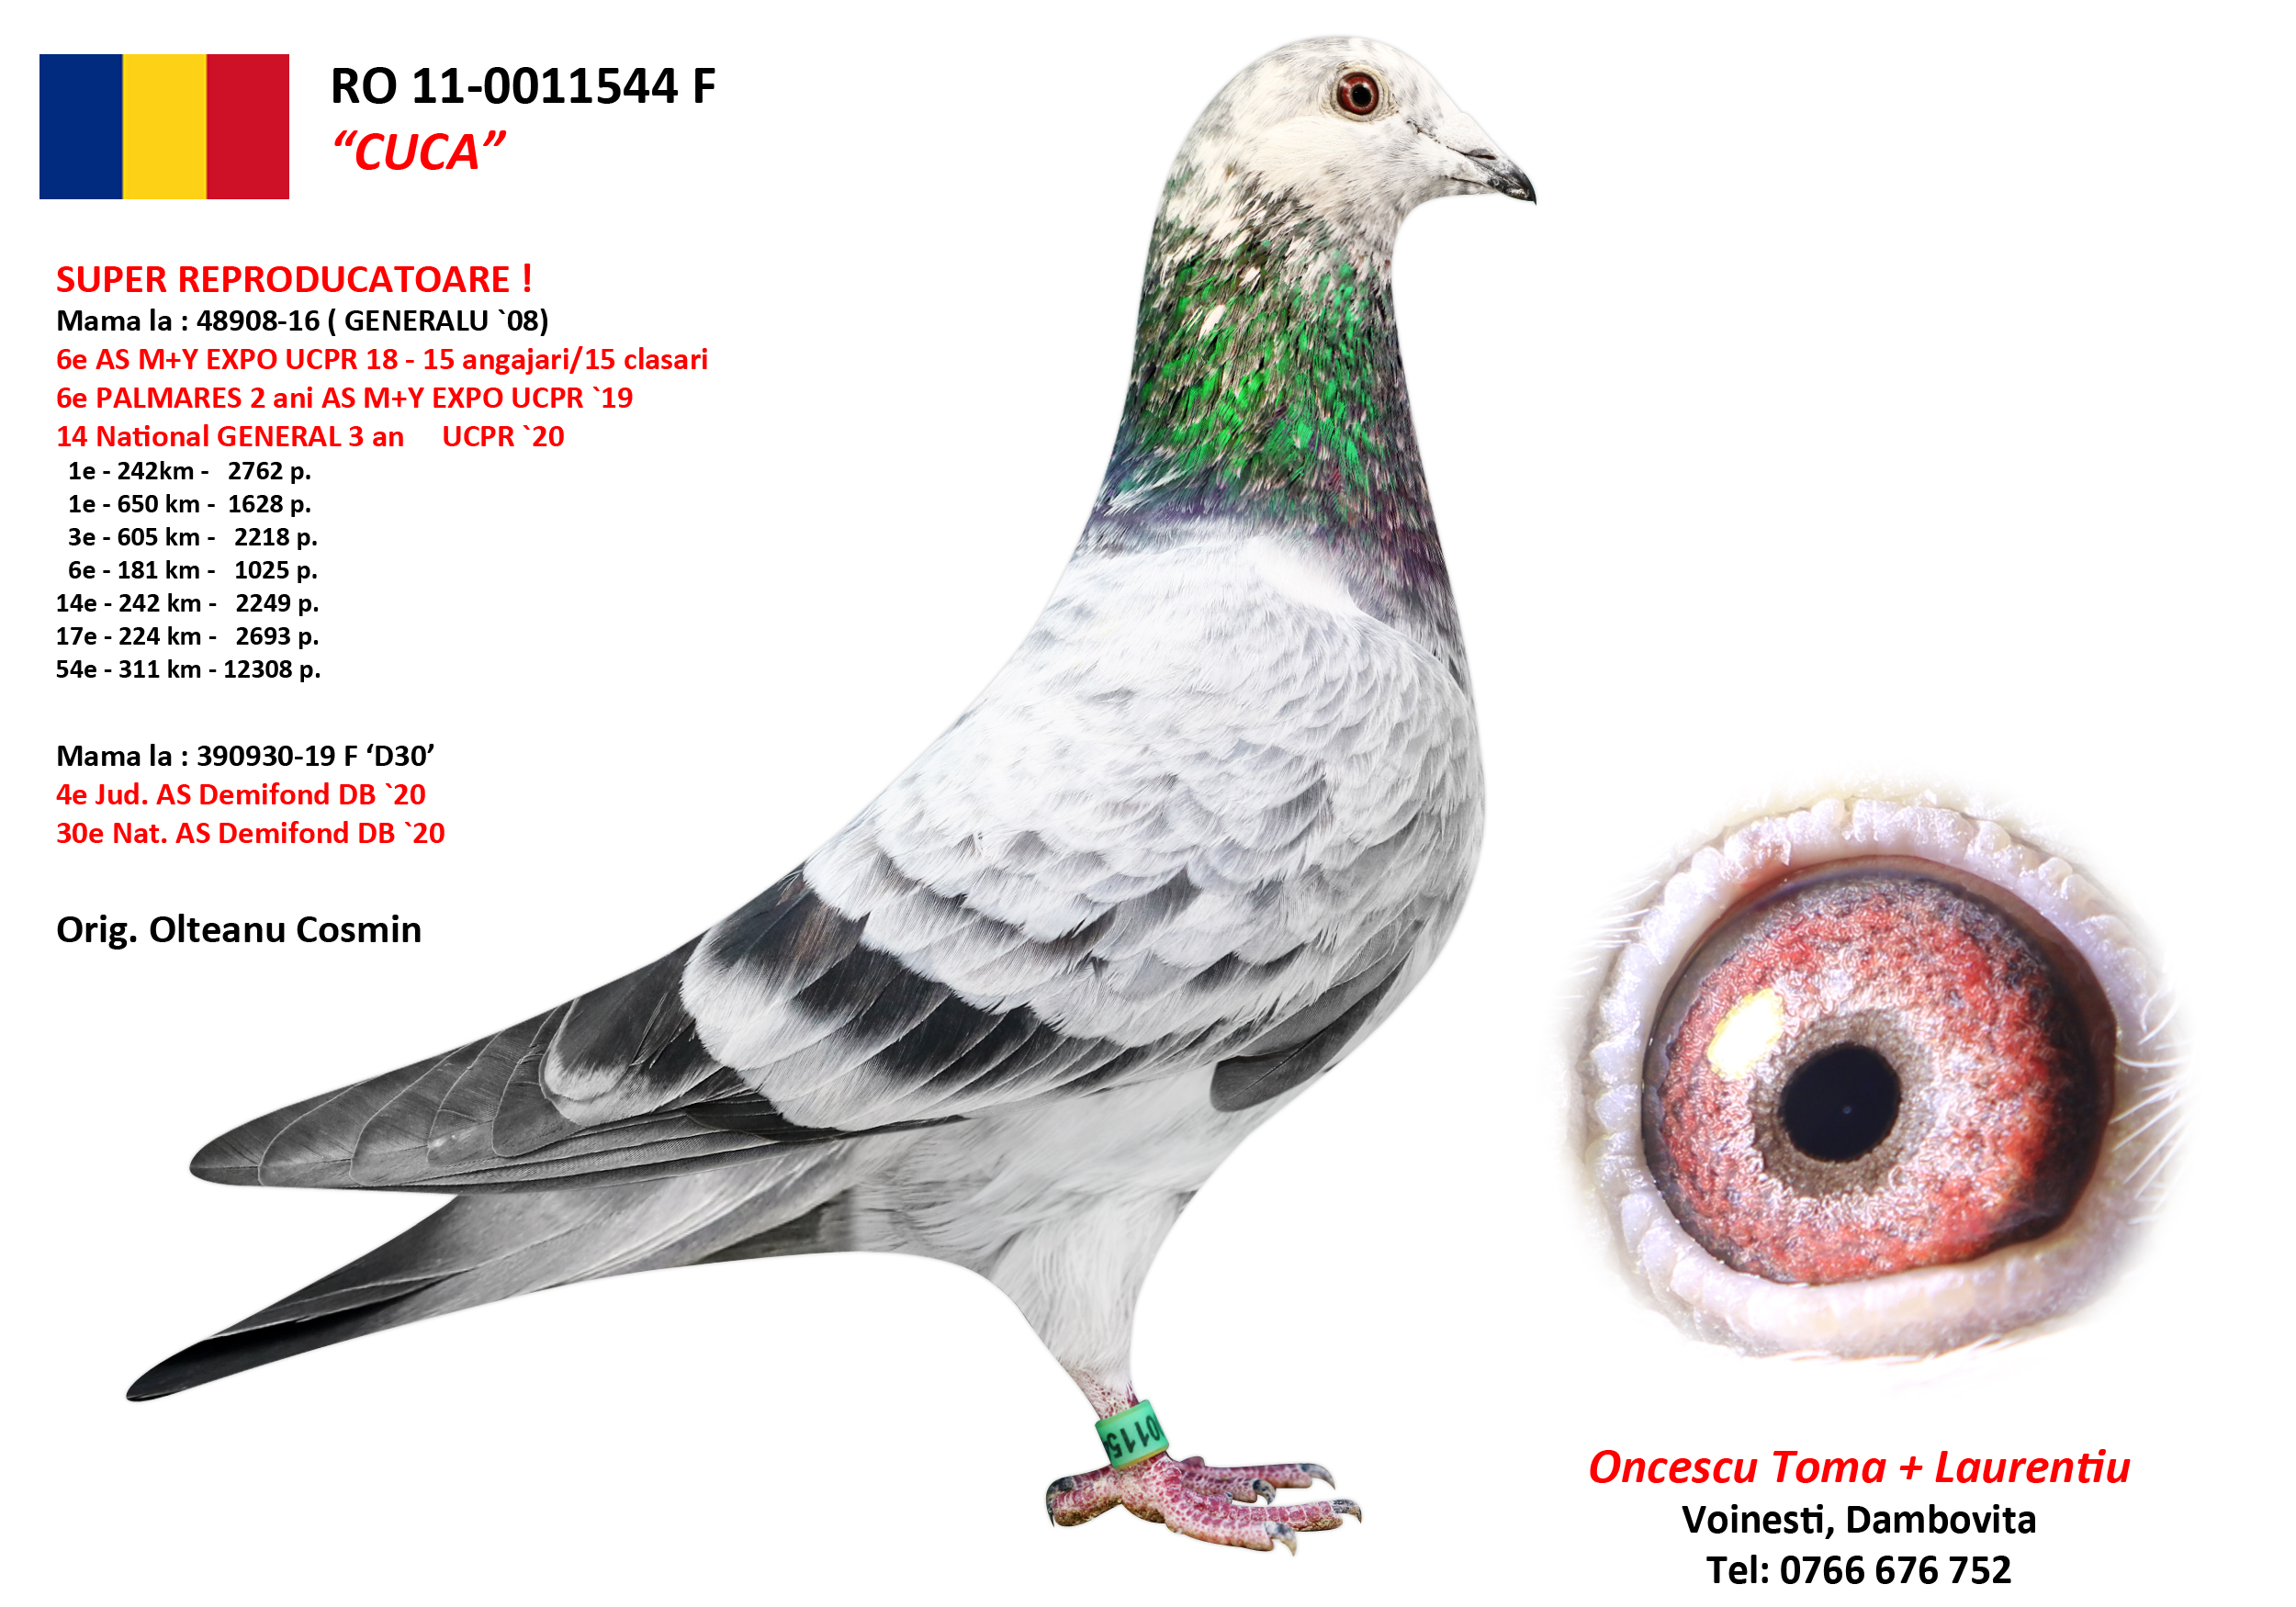 RO 11-0011544 F
“CUCA”
SUPER REPRODUCATOARE !
Mama la : 48908-16 ( GENERALU `08)
6e AS M+Y EXPO UCPR 18 - 15 angajari/15 clasari
6e PALMARES 2 ani AS M+Y EXPO UCPR `19
14 National GENERAL 3 an UCPR `20
1e - 242km - 2762 p.
1e - 650 km - 1628 p.
3e - 605 km - 2218 p.
6e - 181 km - 1025 p.
14e - 242 km - 2249 p.
17e - 224 km - 2693 p.
54e - 311 km - 12308 p.
Mama la : 390930-19 F ‘D30’
4e Jud. AS Demifond DB `20
30e Nat. AS Demifond DB `20
Orig. Olteanu Cosmin
0115
Oncescu Toma + Laurentiu
Voinesti, Dambovita
Tel: 0766 676 752